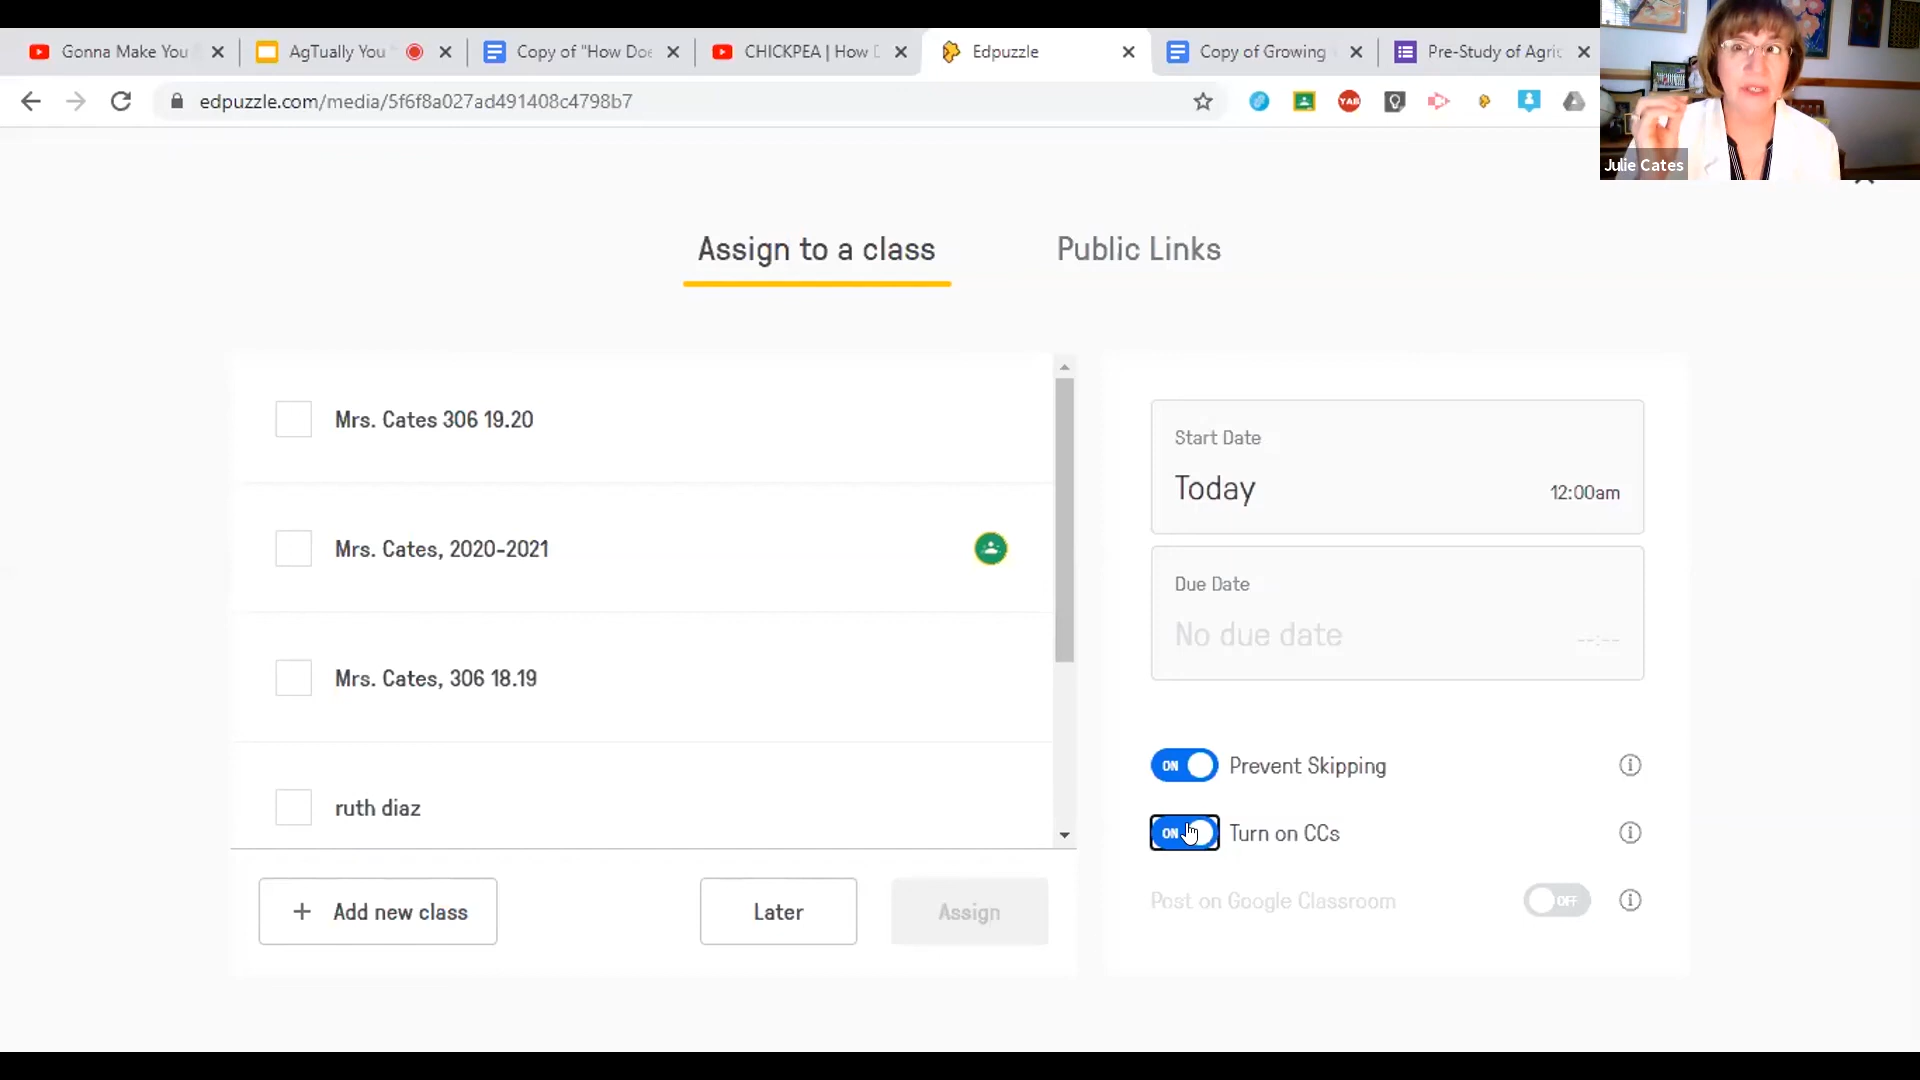 Gonna Make You
AgTually You
Copy of "How Doe
CHICKPEA | How D
Edpuzzle
Copy of Growing
Pre-Study of Agric
edpuzzle.com/media/5f6f8a027ad491408c4798b7
YAB
Julie Cates
Assign to a class
Public Links
Mrs. Cates 306 19.20
Mrs. Cates, 2020-2021
Mrs. Cates, 306 18.19
ruth diaz
+ Add new class
Later
Assign
Start Date
Today
12:00am
Due Date
No due date
--:--
ON Prevent Skipping
ON Turn on CCs
Post on Google Classroom OFF